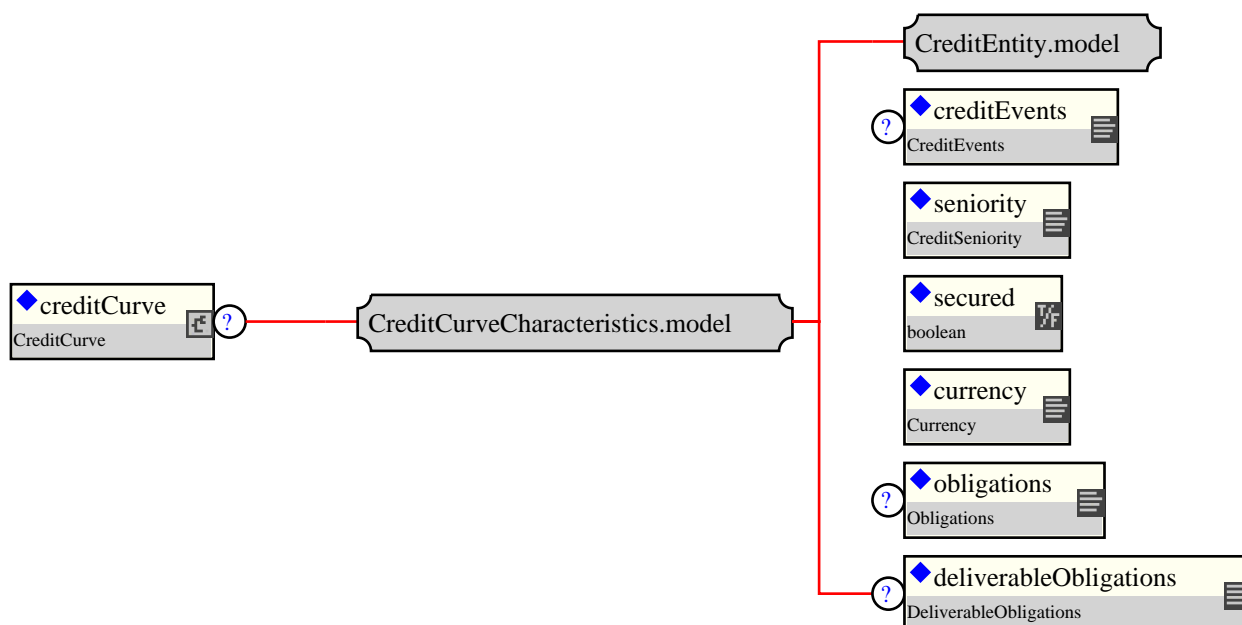 CreditEntity.model
? creditEvents
CreditEvents
seniority
CreditSeniority
creditCurve ?
CreditCurve
CreditCurveCharacteristics.model
secured T/F
boolean
currency
Currency
? obligations
Obligations
? deliverableObligations
DeliverableObligations